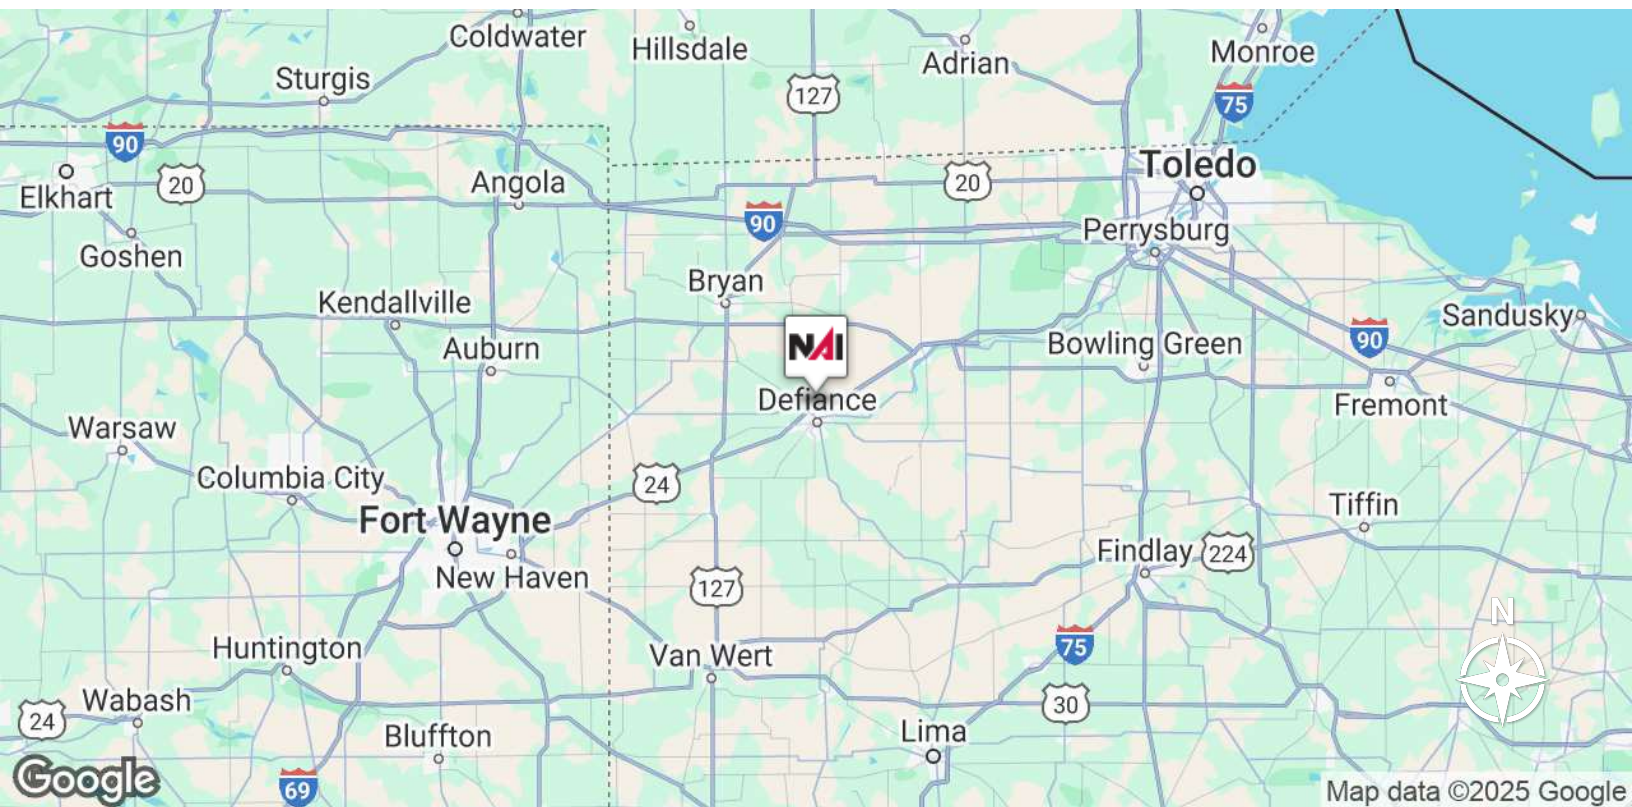 Coldwater
Hillsdale
Adrian
Monroe
Sturgis
127
75
90
Toledo
20
Angola
20
Elkhart
90
Perrysburg
Goshen
Bryan
Kendallville
Sandusky
NAI
90
Auburn
Bowling Green
Defiance
Fremont
Warsaw
Columbia City
24
Tiffin
Fort Wayne
Findlay
224
New Haven
127
N
Huntington
Van Wert
75
Wabash
30
24
Bluffton
Lima
Google
69
Map data ©2025 Google